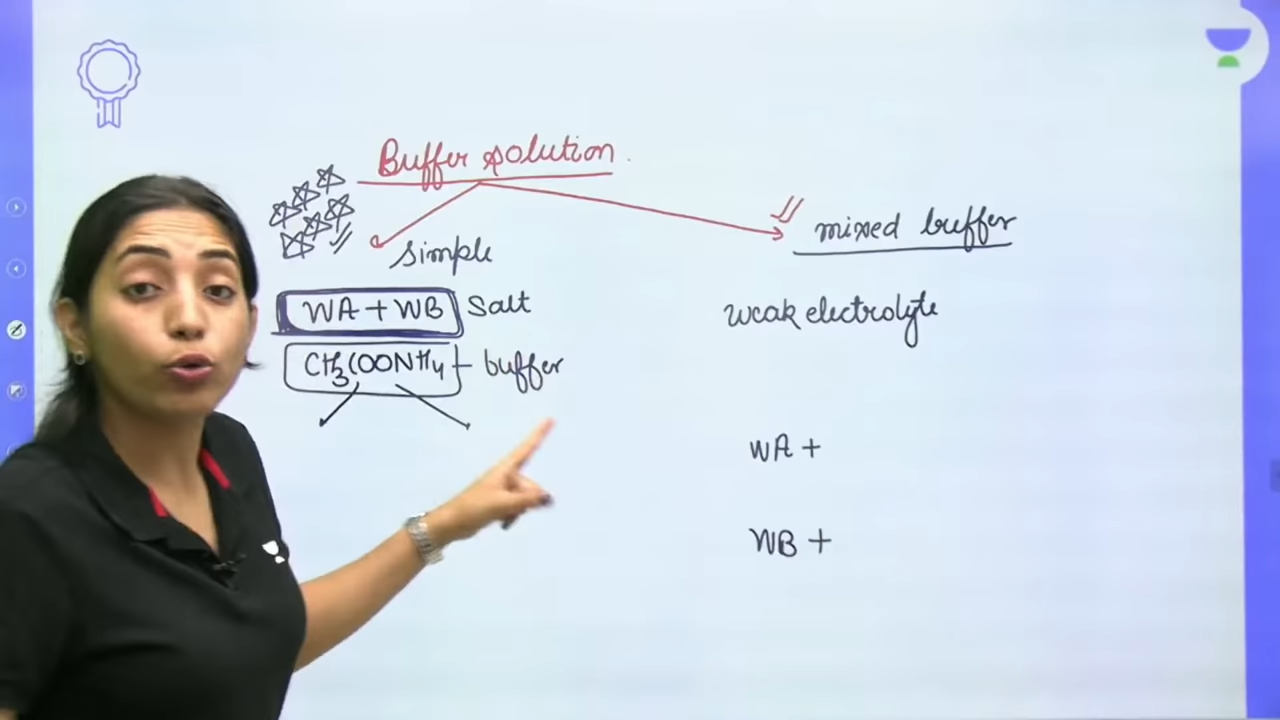 Buffer solution.
simple
mixed buffer
WA + WB Salt
weak electrolyte
CH3COONH4 - buffer
WA +
WB +